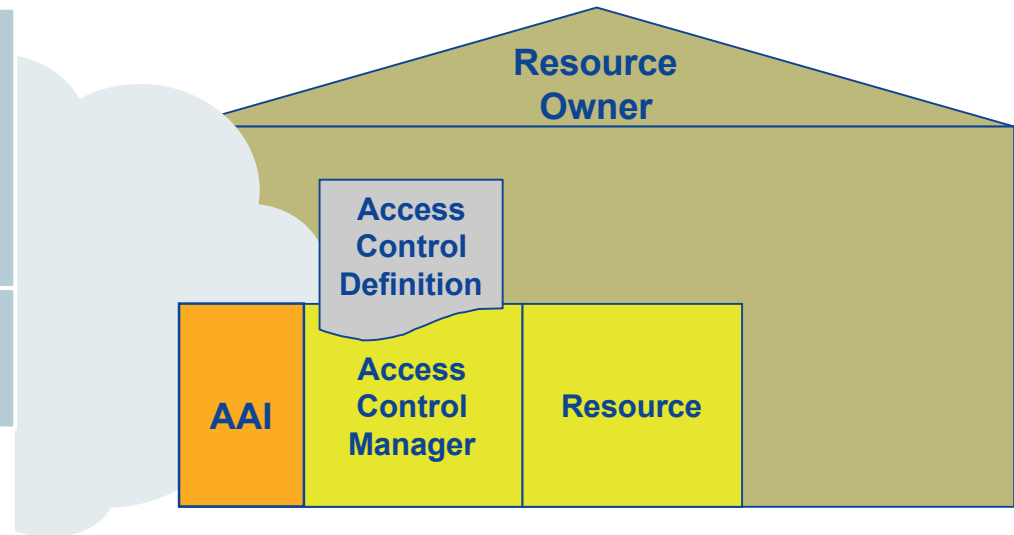 Resource
Owner
Access
Control
Definition
AAI
Access
Control
Manager
Resource